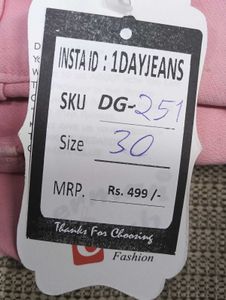 INSTA iD : 1DAYJEANS
SKU DG-251
Size 30
MRP. Rs. 499 /-
Thanks For Choosing
Fashion